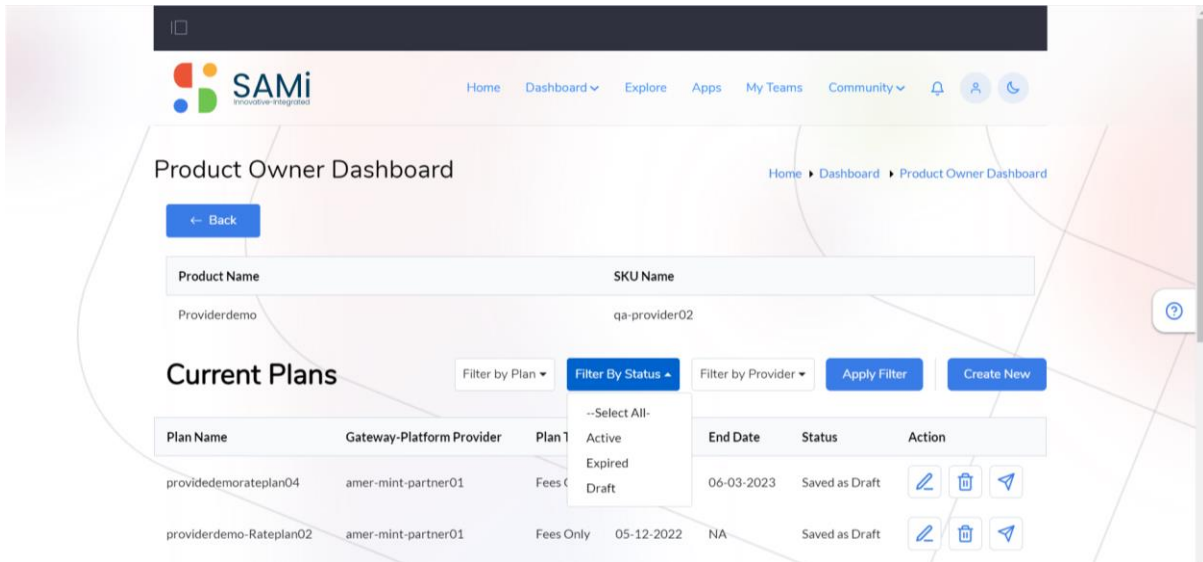 SAMi
Innovative-Integrated
Home Dashboard Explore Apps My Teams Community
Product Owner Dashboard
Home Dashboard Product Owner Dashboard
← Back
Product Name SKU Name
Providerdemo qa-provider02
Current Plans
Filter by Plan Filter By Status Filter by Provider Apply Filter Create New
--Select All-
Active
Expired
Draft
Plan Name Gateway-Platform Provider Plan T End Date Status Action
providedemorateplan04 amer-mint-partner01 Fees 06-03-2023 Saved as Draft
providerdemo-Rateplan02 amer-mint-partner01 Fees Only 05-12-2022 NA Saved as Draft